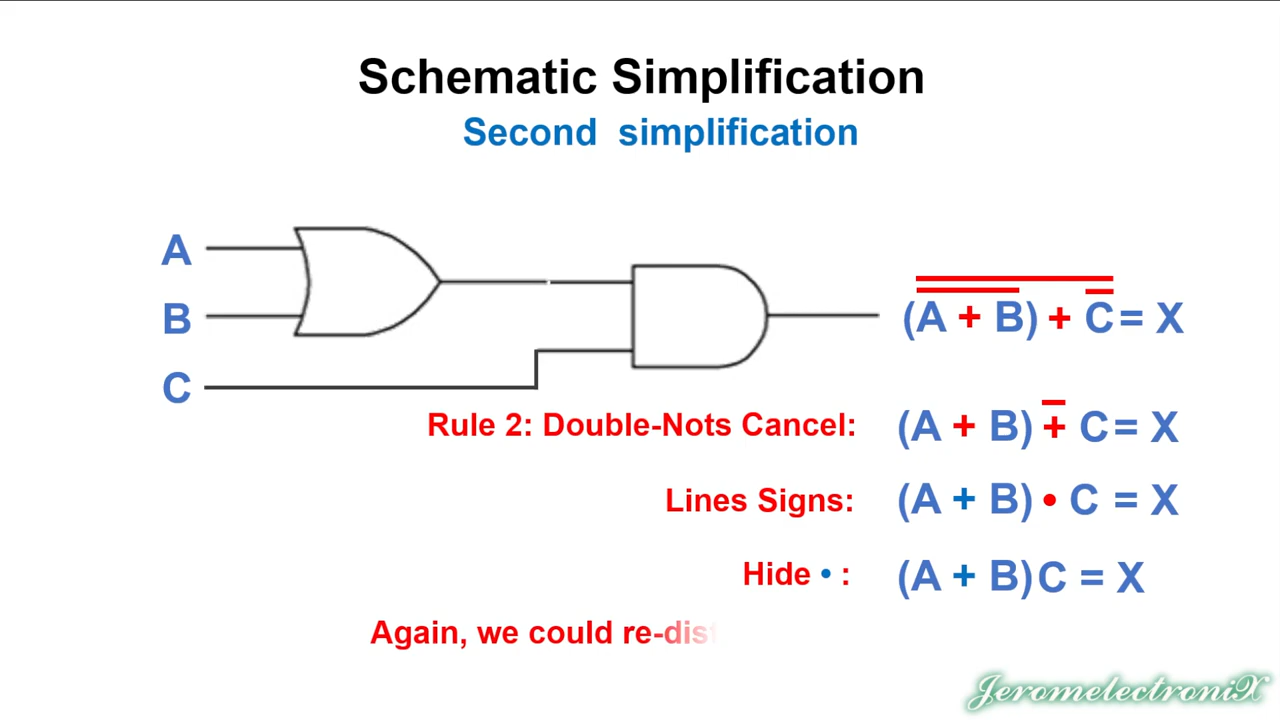 Schematic Simplification
Second simplification
A
B
C
(A̅ ̅+̅ ̅B̅)̅ ̅+̅ ̅C̅ = X
Rule 2: Double-Nots Cancel: (A + B) +̅ C = X
Lines Signs: (A + B) • C = X
Hide • : (A + B)C = X
Again, we could re-dis
JeromelectroniX